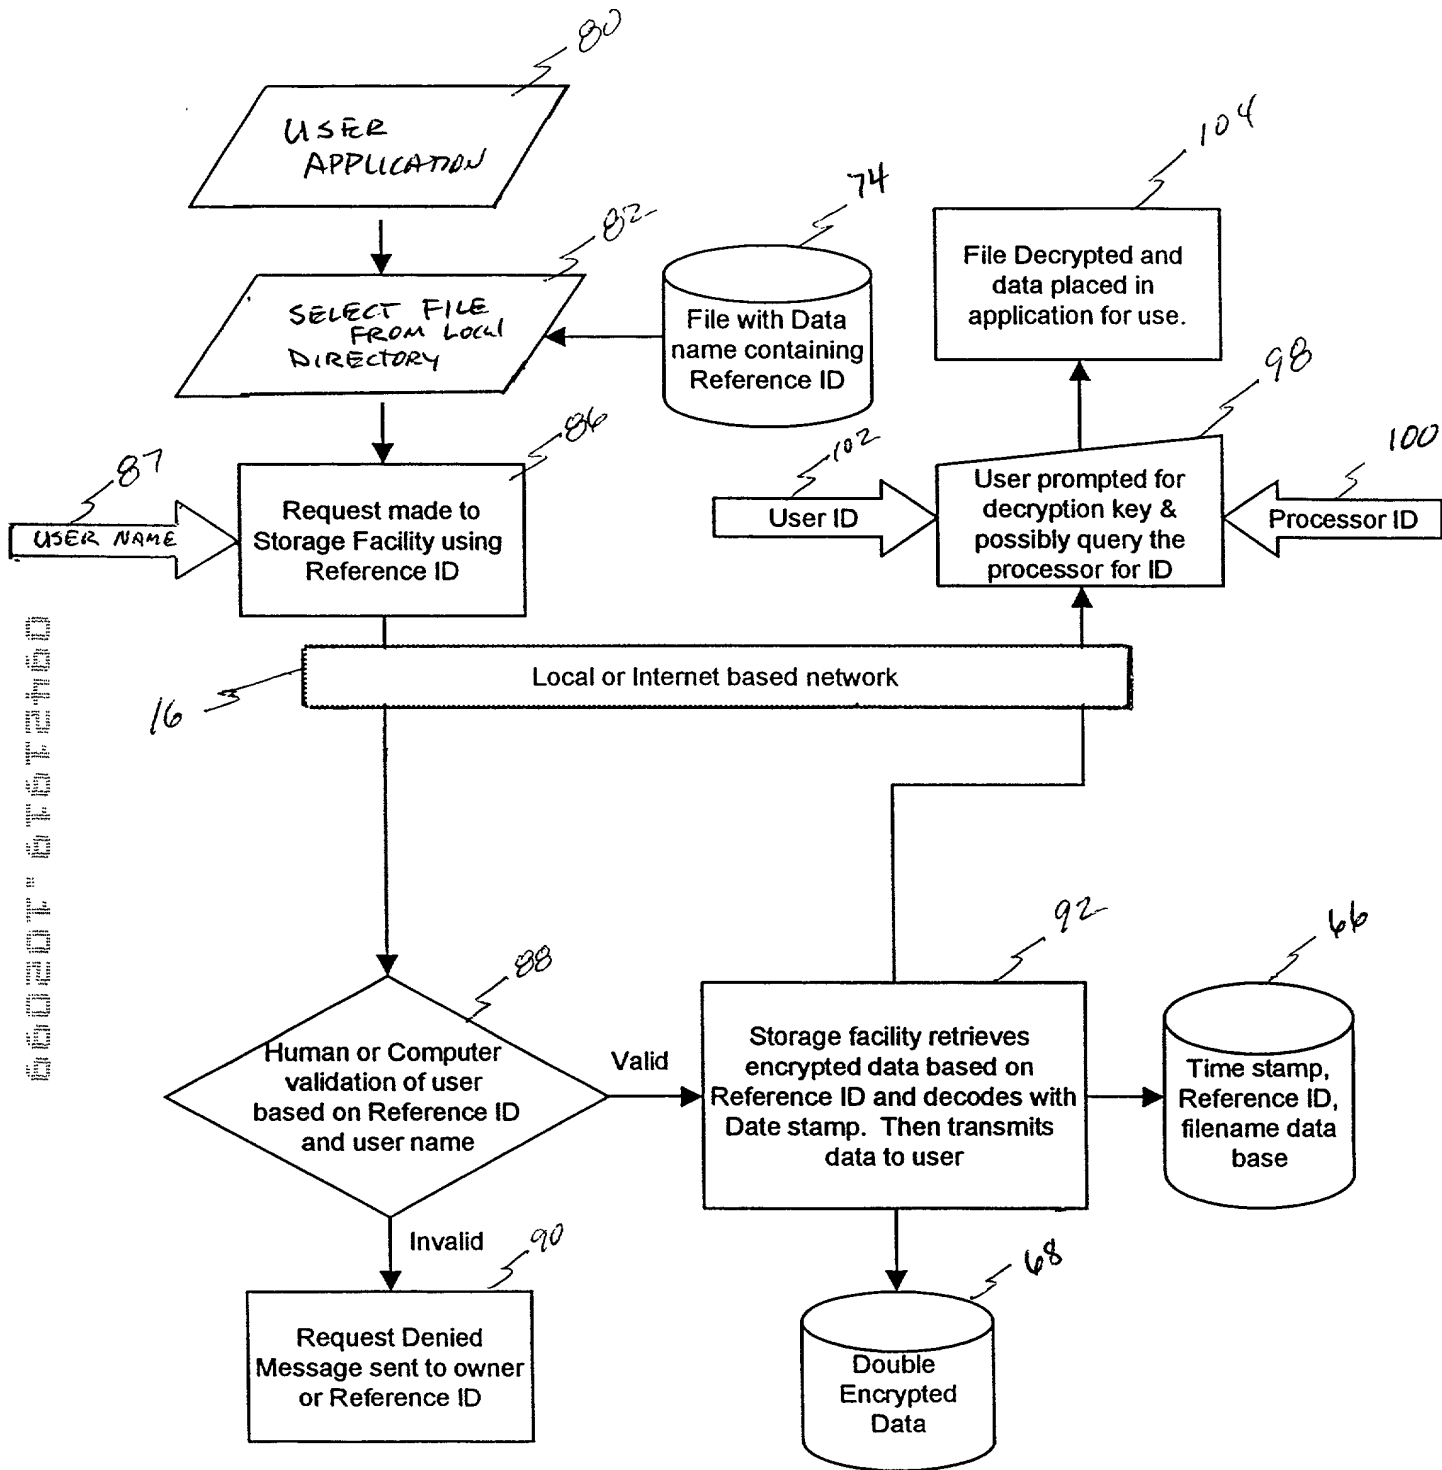 80
USER
APPLICATION
104
74
82
File Decrypted and
data placed in
application for use.
SELECT FILE
FROM LOCAL
DIRECTORY
File with Data
name containing
Reference ID
98
86
102
100
87
User prompted for
decryption key &
possibly query the
processor for ID
User ID
Processor ID
USER NAME
Request made to
Storage Facility using
Reference ID
Local or Internet based network
16
92
66
88
Human or Computer
validation of user
based on Reference ID
and user name
Valid
Storage facility retrieves
encrypted data based on
Reference ID and decodes with
Date stamp. Then transmits
data to user
Time stamp,
Reference ID,
filename data
base
Invalid
90
68
Request Denied
Message sent to owner
or Reference ID
Double
Encrypted
Data